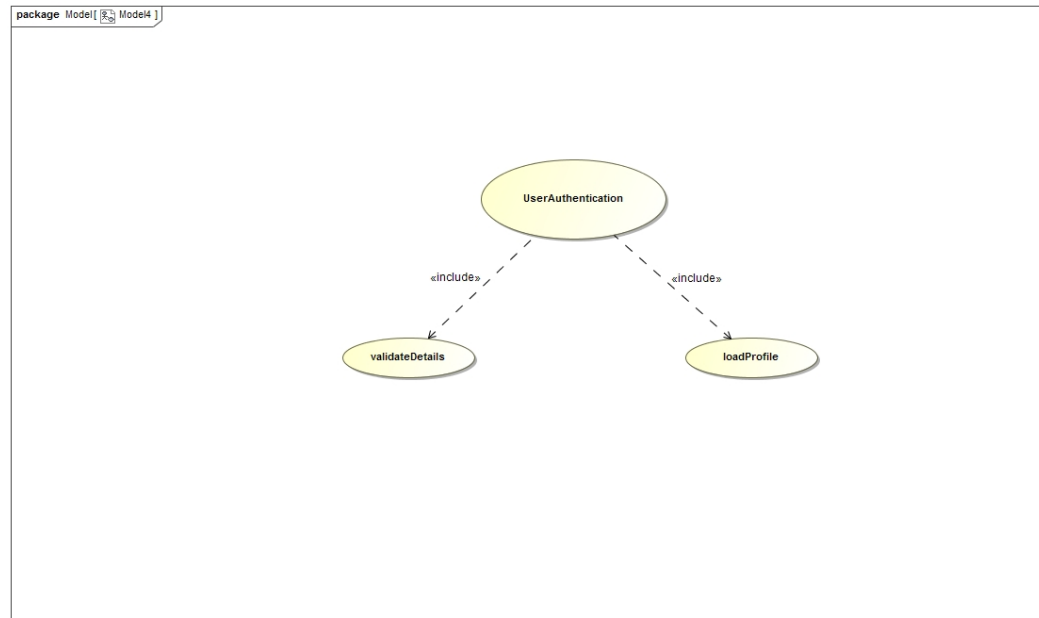 package Model[ Model4 ]
UserAuthentication
«include» «include»
validateDetails loadProfile